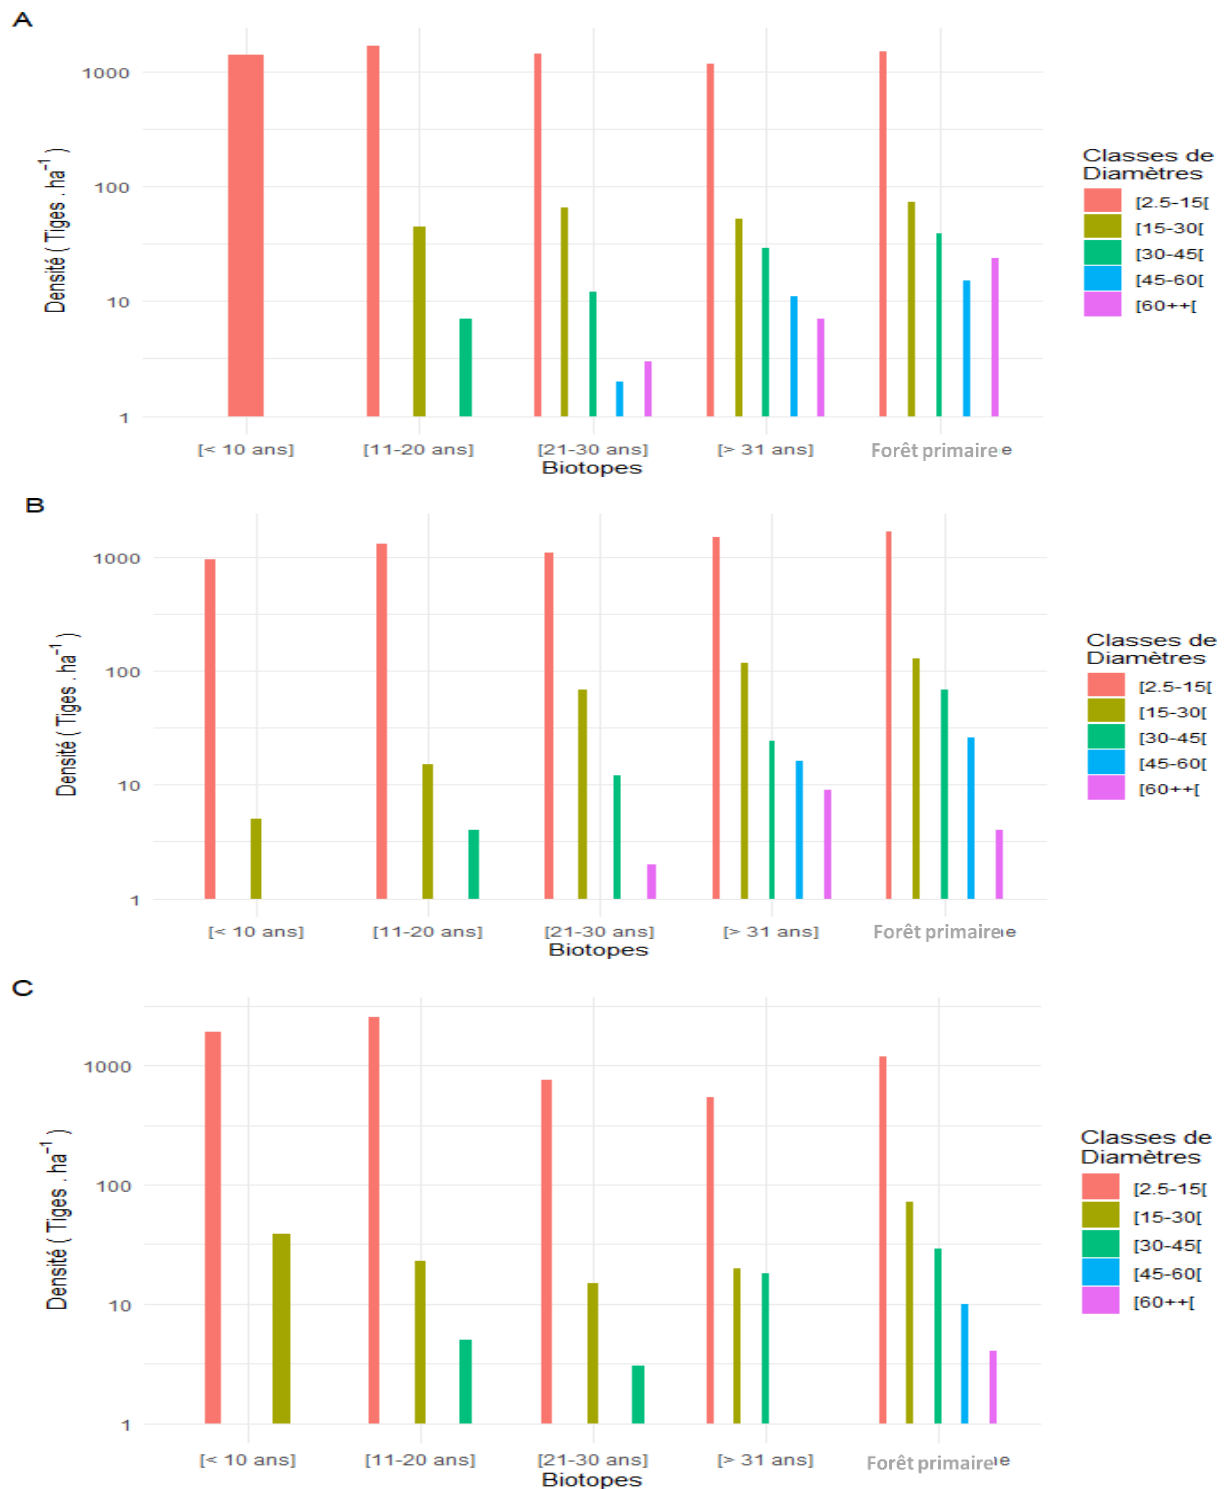 A
Densité ( Tiges . ha⁻¹ )
1000
100
10
1
[< 10 ans] [11-20 ans] [21-30 ans] [> 31 ans] Forêt primaire e
Biotopes
Classes de
Diamètres
[2.5-15[
[15-30[
[30-45[
[45-60[
[60++[
B
Densité ( Tiges . ha⁻¹ )
1000
100
10
1
[< 10 ans] [11-20 ans] [21-30 ans] [> 31 ans] Forêt primaire e
Biotopes
Classes de
Diamètres
[2.5-15[
[15-30[
[30-45[
[45-60[
[60++[
C
Densité ( Tiges . ha⁻¹ )
1000
100
10
1
[< 10 ans] [11-20 ans] [21-30 ans] [> 31 ans] Forêt primaire e
Biotopes
Classes de
Diamètres
[2.5-15[
[15-30[
[30-45[
[45-60[
[60++[